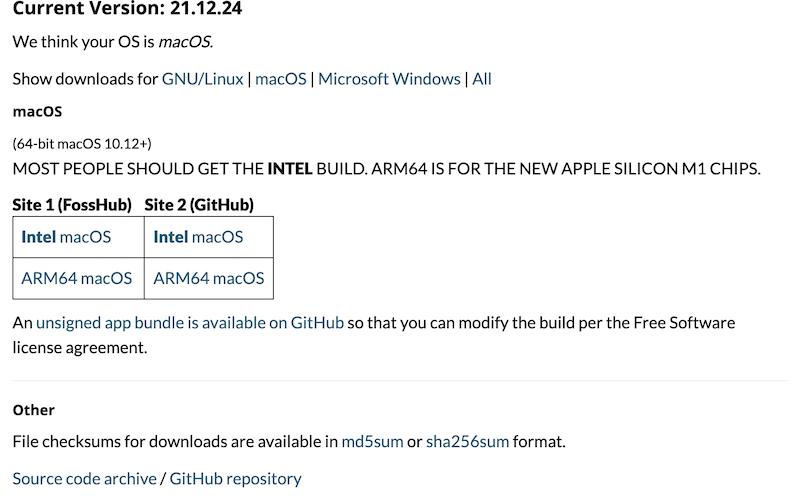 Current Version: 21.12.24
We think your OS is macOS.
Show downloads for GNU/Linux | macOS | Microsoft Windows | All
macOS
(64-bit macOS 10.12+)
MOST PEOPLE SHOULD GET THE INTEL BUILD. ARM64 IS FOR THE NEW APPLE SILICON M1 CHIPS.
Site 1 (FossHub) Site 2 (GitHub)
Intel macOS Intel macOS
ARM64 macOS ARM64 macOS
An unsigned app bundle is available on GitHub so that you can modify the build per the Free Software
license agreement.
Other
File checksums for downloads are available in md5sum or sha256sum format.
Source code archive / GitHub repository